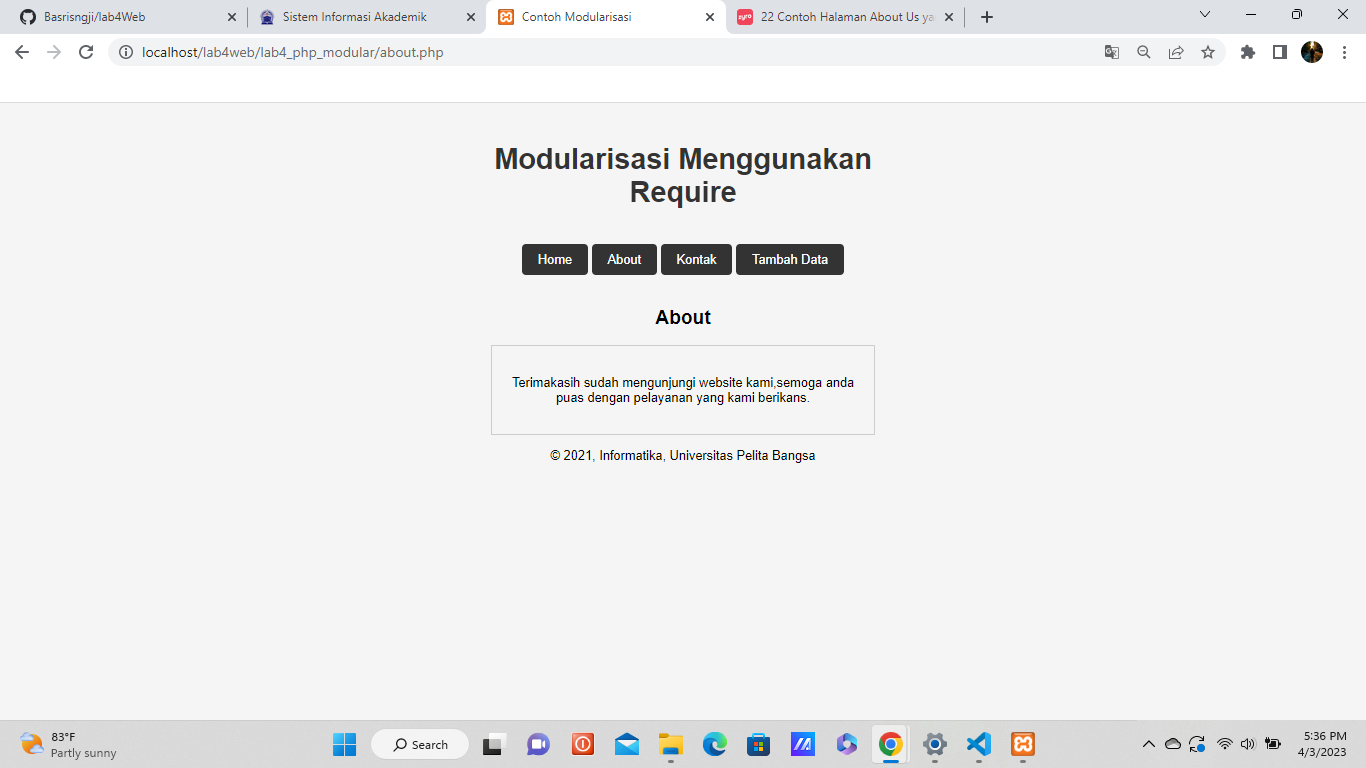 Basrisngji/lab4Web
Sistem Informasi Akademik
Contoh Modularisasi
zyro
22 Contoh Halaman About Us ya
localhost/lab4web/lab4_php_modular/about.php
Modularisasi Menggunakan
Require
Home
About
Kontak
Tambah Data
About
Terimakasih sudah mengunjungi website kami,semoga anda
puas dengan pelayanan yang kami berikans.
© 2021, Informatika, Universitas Pelita Bangsa
83°F
Partly sunny
Search
5:36 PM
4/3/2023